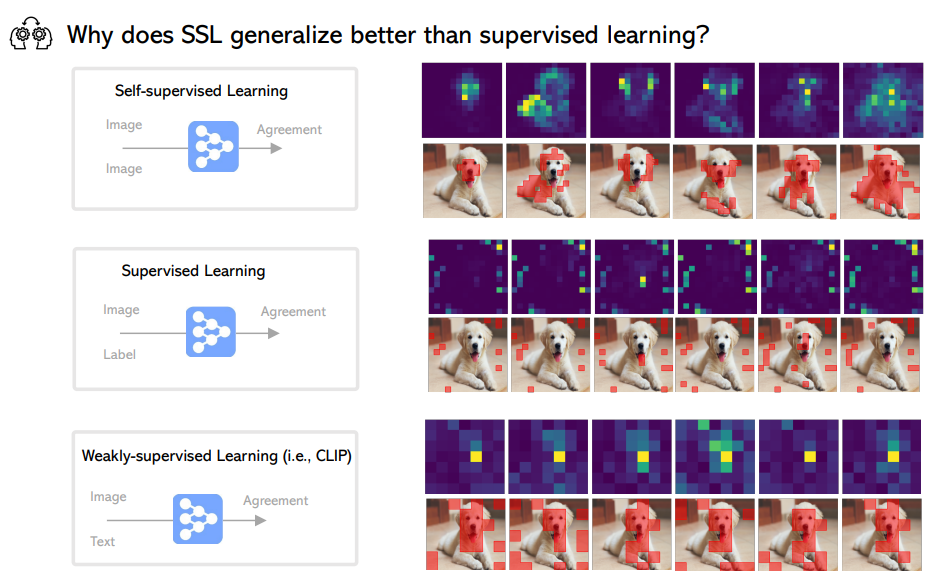 Why does SSL generalize better than supervised learning?
Self-supervised Learning
Image
Agreement
Image
Supervised Learning
Image
Agreement
Label
Weakly-supervised Learning (i.e., CLIP)
Image
Agreement
Text